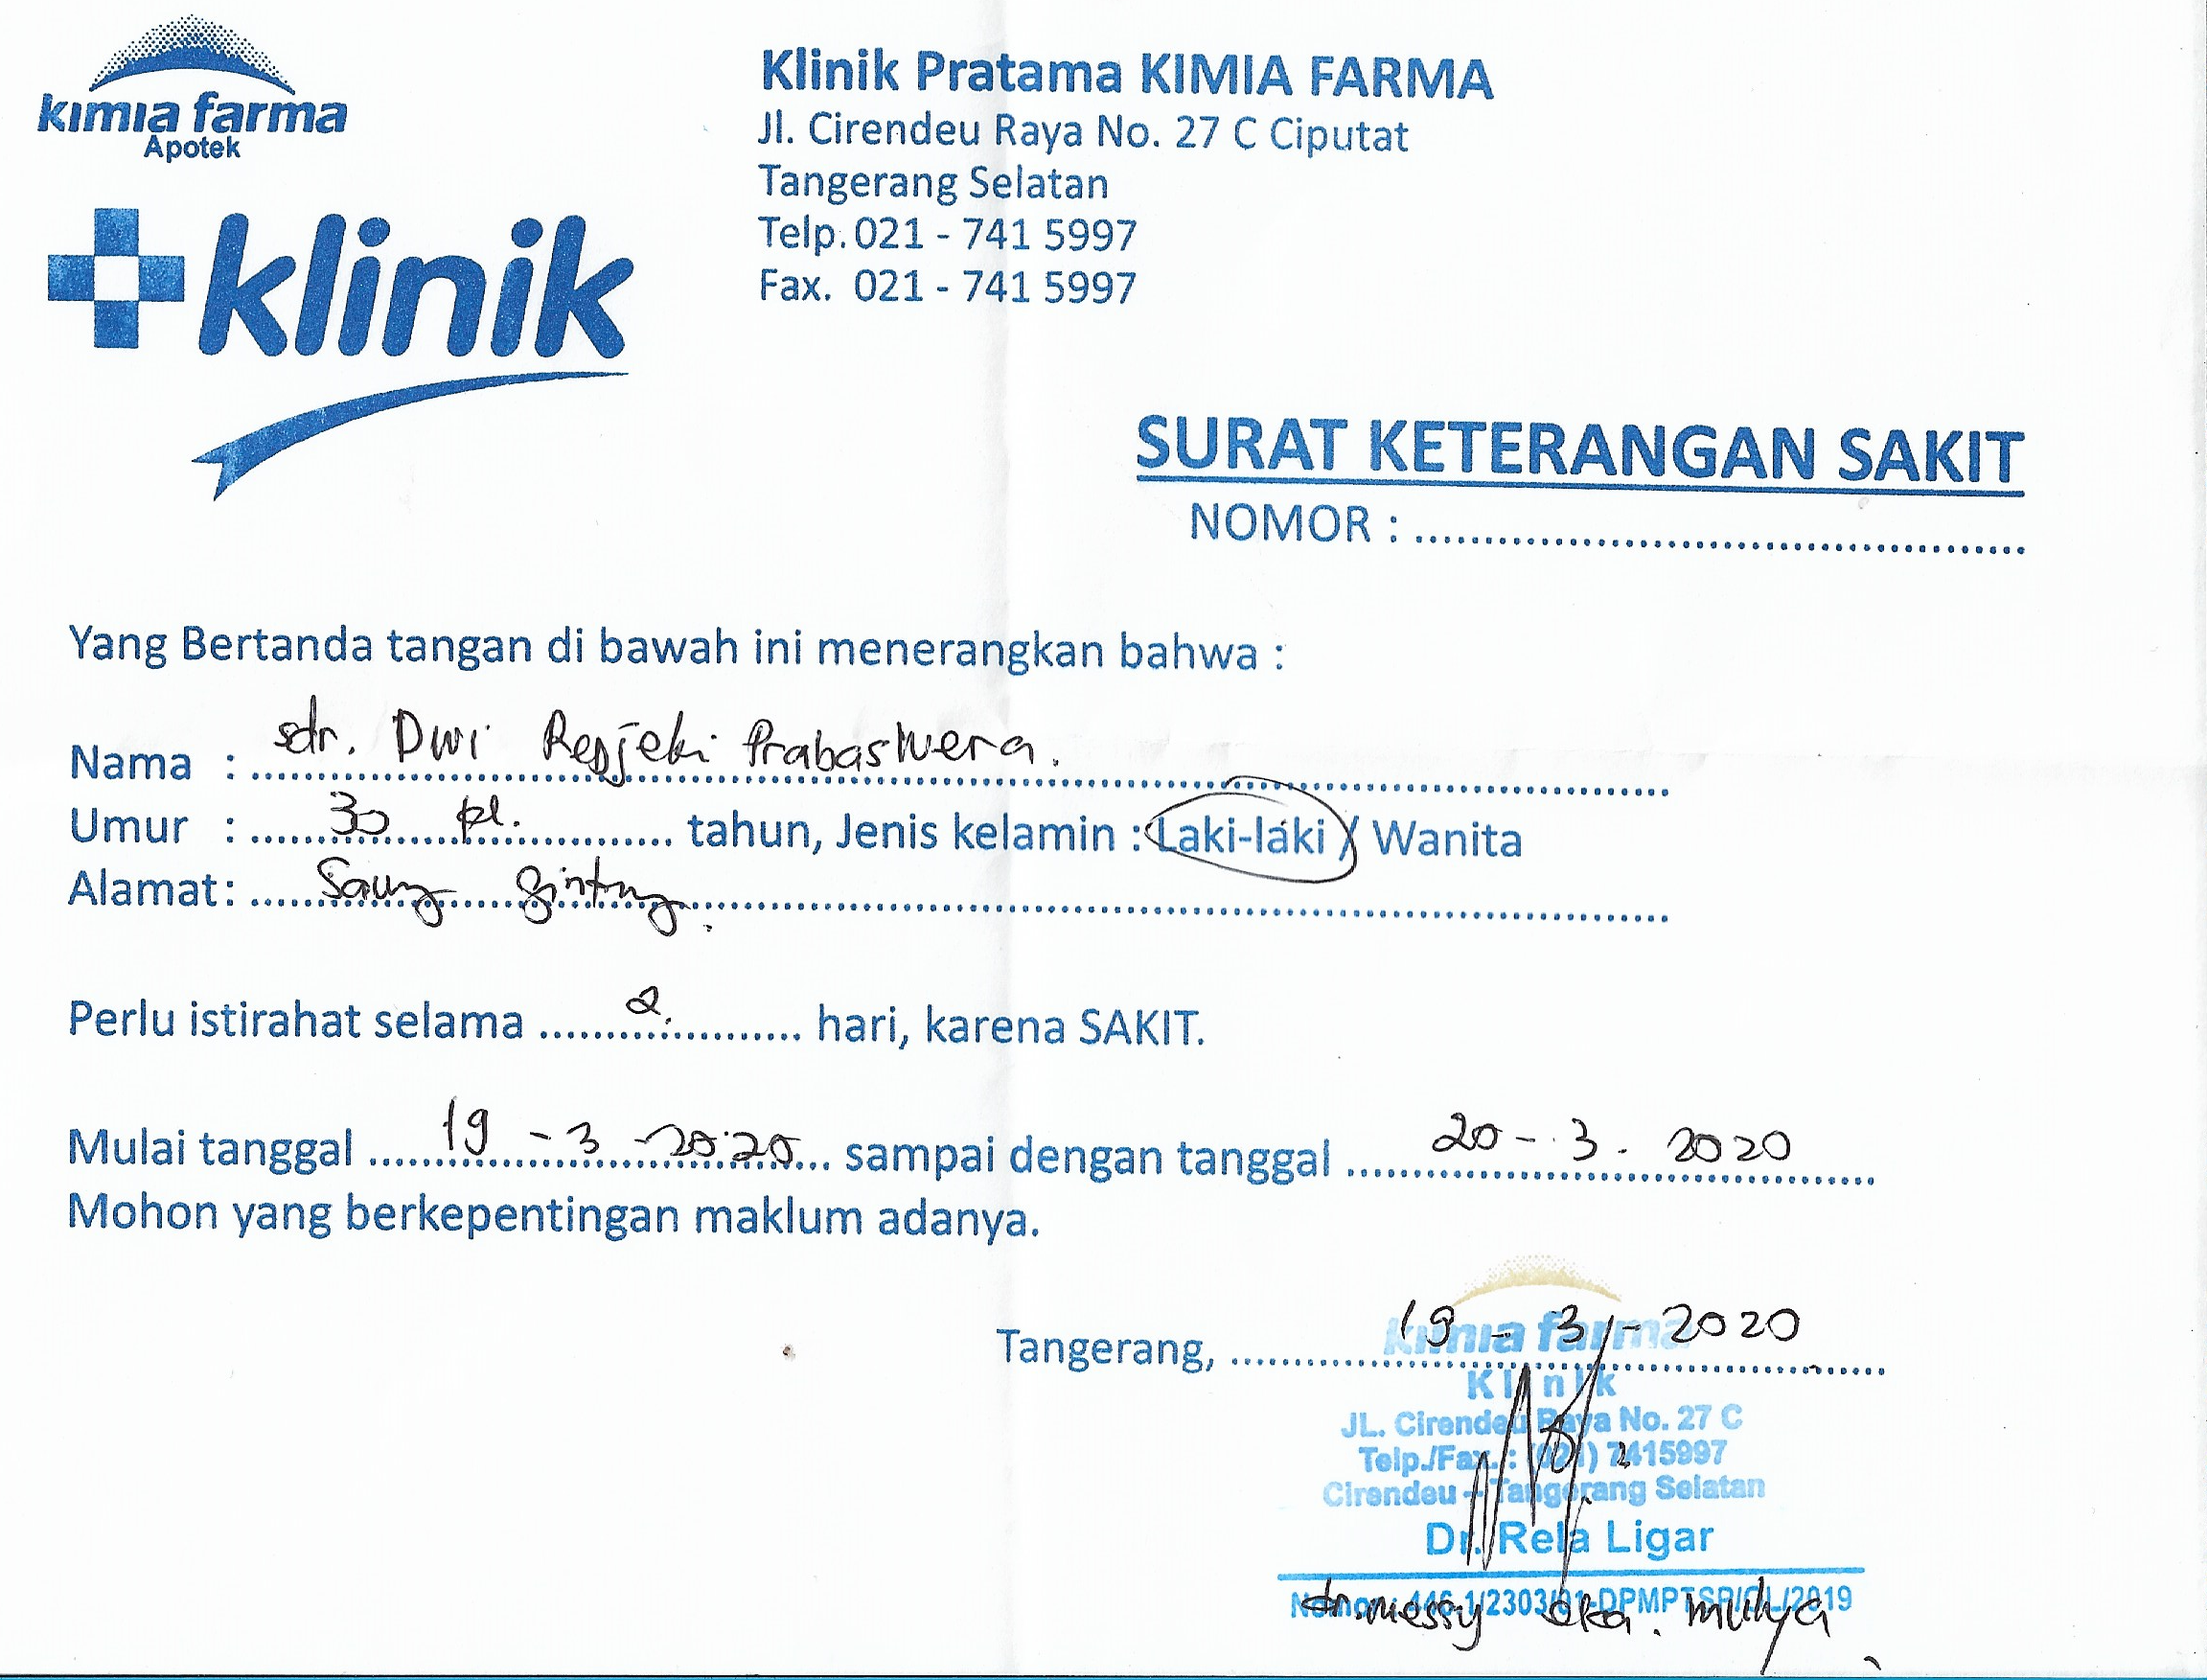 kimia farma
Apotek
klinik
Klinik Pratama KIMIA FARMA
Jl. Cirendeu Raya No. 27 C Ciputat
Tangerang Selatan
Telp. 021 - 741 5997
Fax. 021 - 741 5997
SURAT KETERANGAN SAKIT
NOMOR : ........................................
Yang Bertanda tangan di bawah ini menerangkan bahwa :
Nama : sdr. Dwi Rejeki Prabaswera.
Umur : 30 tahun, Jenis kelamin : Laki-laki / Wanita
Alamat :
Perlu istirahat selama 2. hari, karena SAKIT.
Mulai tanggal 19 - 3 - 2020 sampai dengan tanggal 20 - 3 - 2020
Mohon yang berkepentingan maklum adanya.
Tangerang, 19 - 3 - 2020
kimia farma
Klinik
JL. Cirendeu Raya No. 27 C
Telp./Fax. : (021) 7415997
Cirendeu - Tangerang Selatan
Dr. Rela Ligar
Nomor : 446.1/2303/01-DPMPTSP/OL/2019
dr. messy eka. mulya